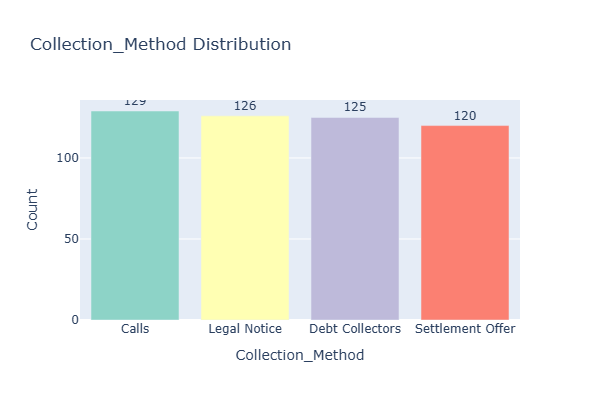 Collection_Method Distribution
129
126
125
120
100
50
0
Count
Calls
Legal Notice
Debt Collectors
Settlement Offer
Collection_Method